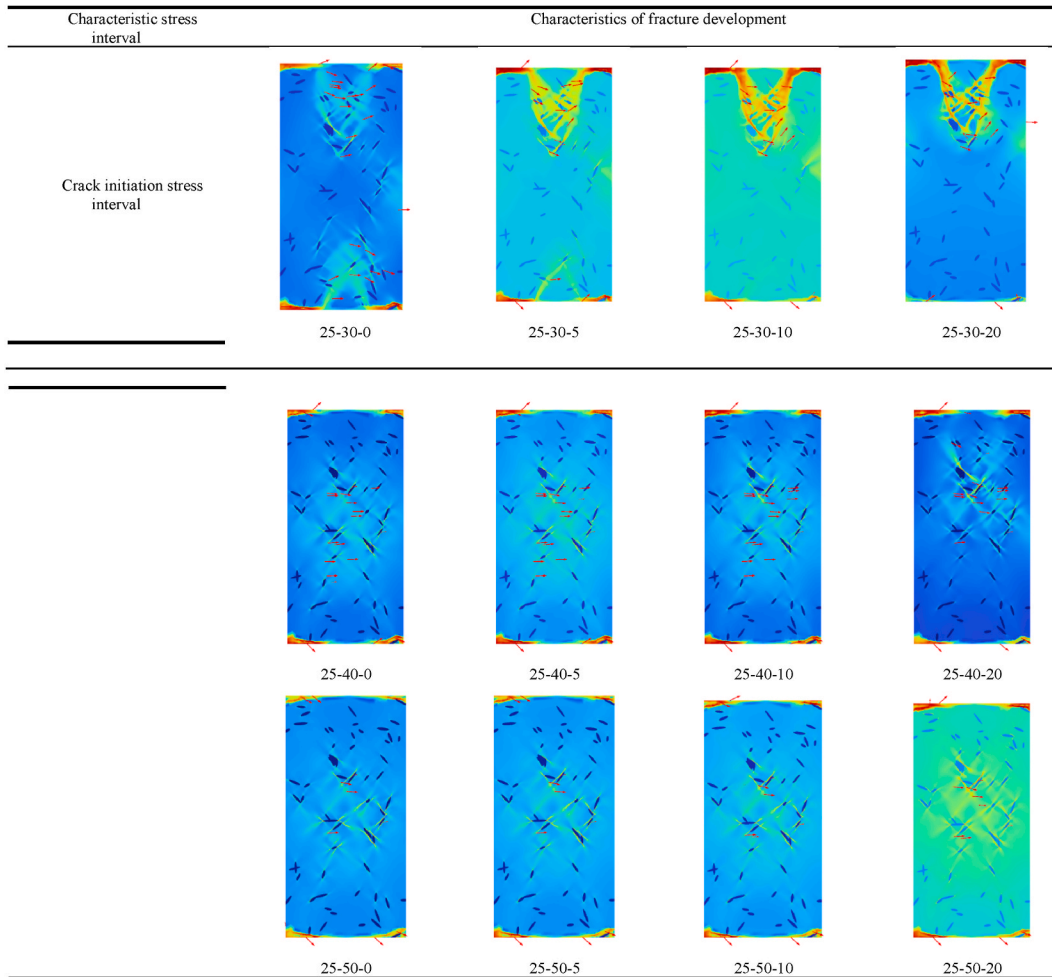 Characteristic stress
interval
Characteristics of fracture development
Crack initiation stress
interval
25-30-0 25-30-5 25-30-10 25-30-20
25-40-0 25-40-5 25-40-10 25-40-20
25-50-0 25-50-5 25-50-10 25-50-20